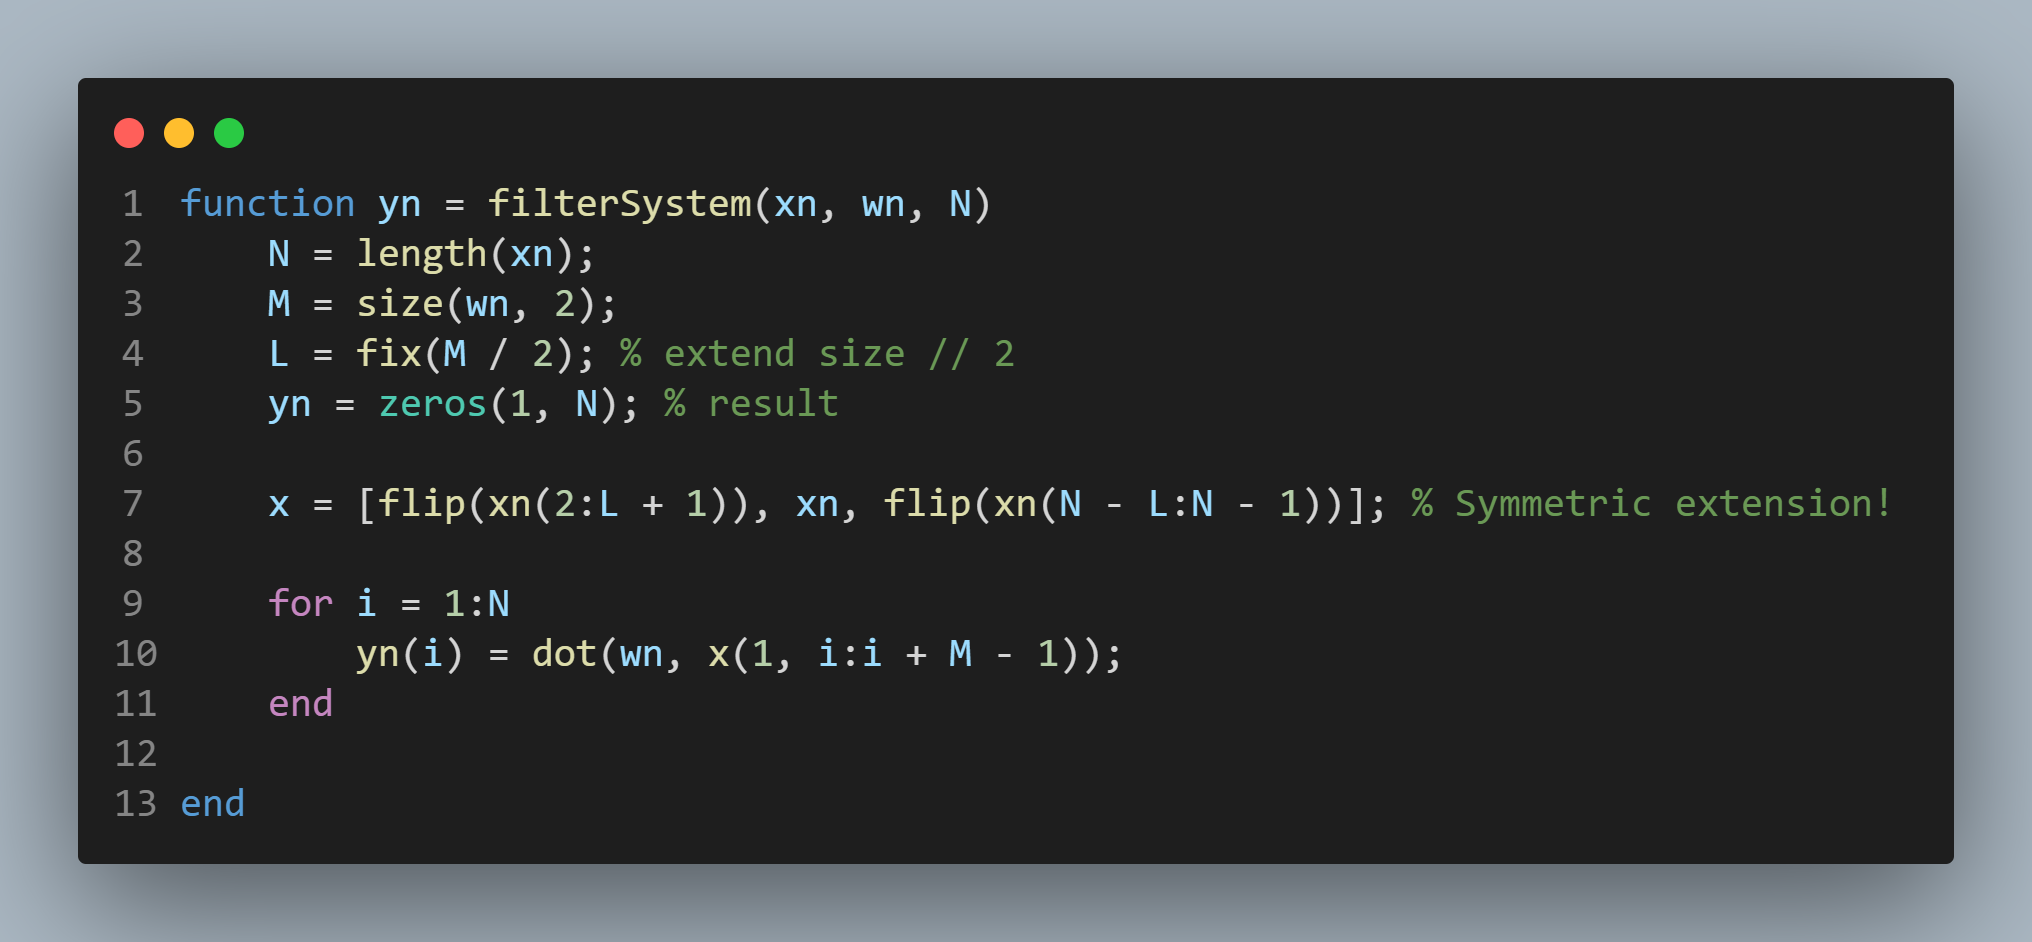 1 function yn = filterSystem(xn, wn, N)
2     N = length(xn);
3     M = size(wn, 2);
4     L = fix(M / 2); % extend size // 2
5     yn = zeros(1, N); % result
6
7     x = [flip(xn(2:L + 1)), xn, flip(xn(N - L:N - 1))]; % Symmetric extension!
8
9     for i = 1:N
10         yn(i) = dot(wn, x(1, i:i + M - 1));
11     end
12
13 end